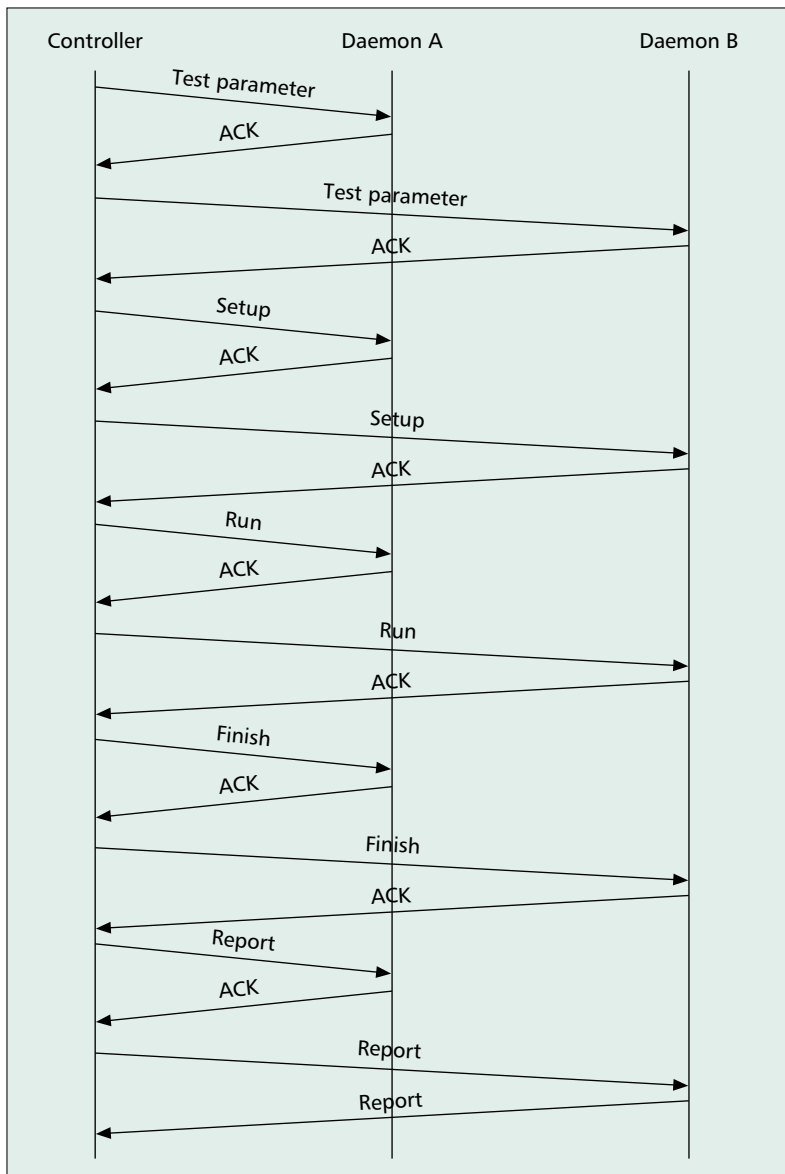 Controller Daemon A Daemon B
Test parameter
ACK
Test parameter
ACK
Setup
ACK
Setup
ACK
Run
ACK
Run
ACK
Finish
ACK
Finish
ACK
Report
ACK
Report
Report